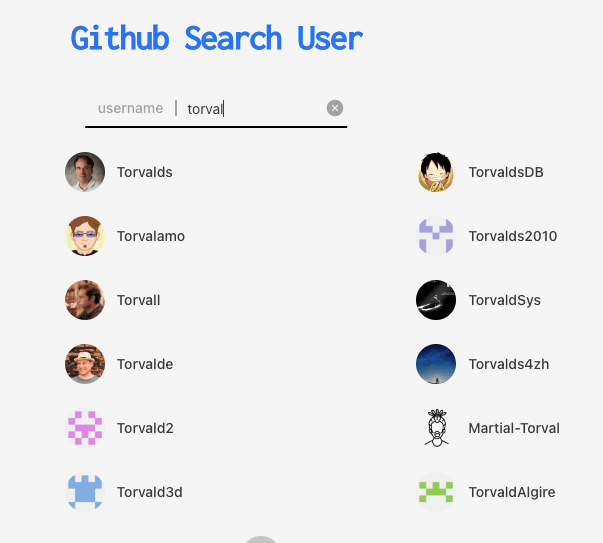 Github Search User
username | torval
Torvalds
TorvaldsDB
Torvalamo
Torvalds2010
Torvall
TorvaldSys
Torvalde
Torvalds4zh
Torvald2
Martial-Torval
Torvald3d
TorvaldAlgire